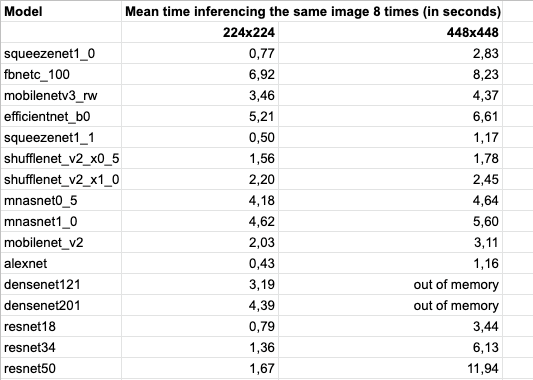 Model Mean time inferencing the same image 8 times (in seconds)
224x224 448x448
squeezenet1_0 0,77 2,83
fbnetc_100 6,92 8,23
mobilenetv3_rw 3,46 4,37
efficientnet_b0 5,21 6,61
squeezenet1_1 0,50 1,17
shufflenet_v2_x0_5 1,56 1,78
shufflenet_v2_x1_0 2,20 2,45
mnasnet0_5 4,18 4,64
mnasnet1_0 4,62 5,60
mobilenet_v2 2,03 3,11
alexnet 0,43 1,16
densenet121 3,19 out of memory
densenet201 4,39 out of memory
resnet18 0,79 3,44
resnet34 1,36 6,13
resnet50 1,67 11,94